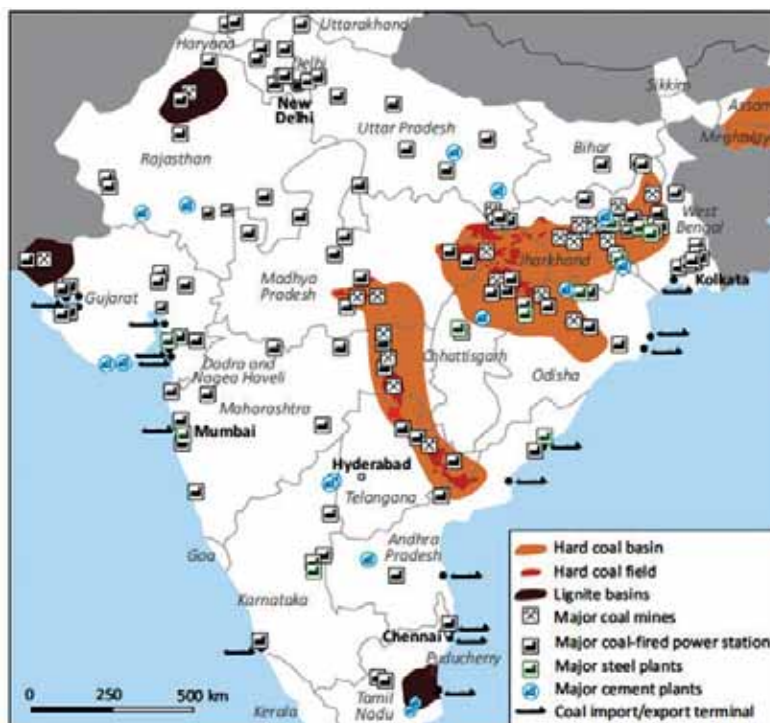 Uttarakhand
Haryana
Delhi
New
Delhi
Sikkim
Assam
Meghalaya
Uttar Pradesh
Bihar
Rajasthan
West
Bengal
Jharkhand
Kolkata
Madhya
Pradesh
Gujarat
Chhattisgarh
Dadra and
Nagea Haveli
Odisha
Maharashtra
Mumbai
Hyderabad
Telangana
Andhra
Pradesh
Goa
Karnataka
Chennai
Puducherry
Tamil
Nadu
Kerala
0 250 500 km
Hard coal basin
Hard coal field
Lignite basins
Major coal mines
Major coal-fired power station
Major steel plants
Major cement plants
Coal import/export terminal